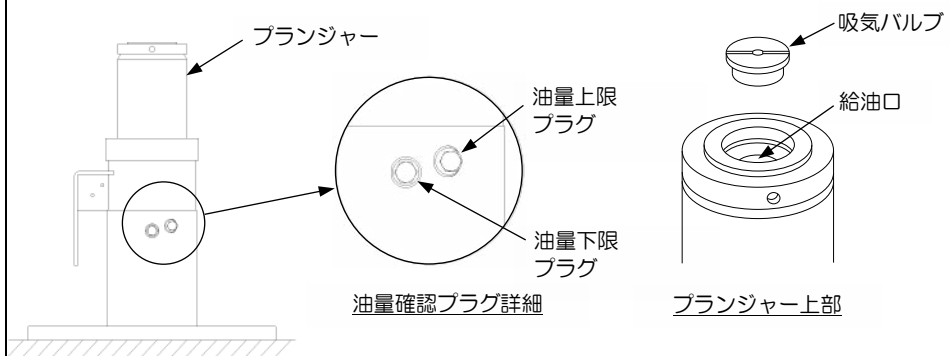 プランジャー
油量上限
プラグ
油量下限
プラグ
油量確認プラグ詳細
吸気バルブ
給油口
プランジャー上部